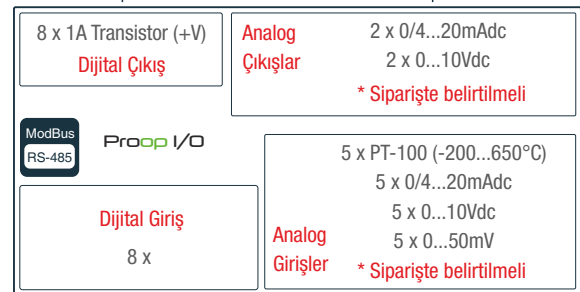 8 x 1A Transistor (+V)
Dijital Çıkış
Analog
Çıkışlar
2 x 0/4...20mAdc
2 x 0...10Vdc
* Siparişte belirtilmeli
ModBus
RS-485
Proop I/O
Dijital Giriş
8 x
Analog
Girişler
5 x PT-100 (-200...650°C)
5 x 0/4...20mAdc
5 x 0...10Vdc
5 x 0...50mV
* Siparişte belirtilmeli